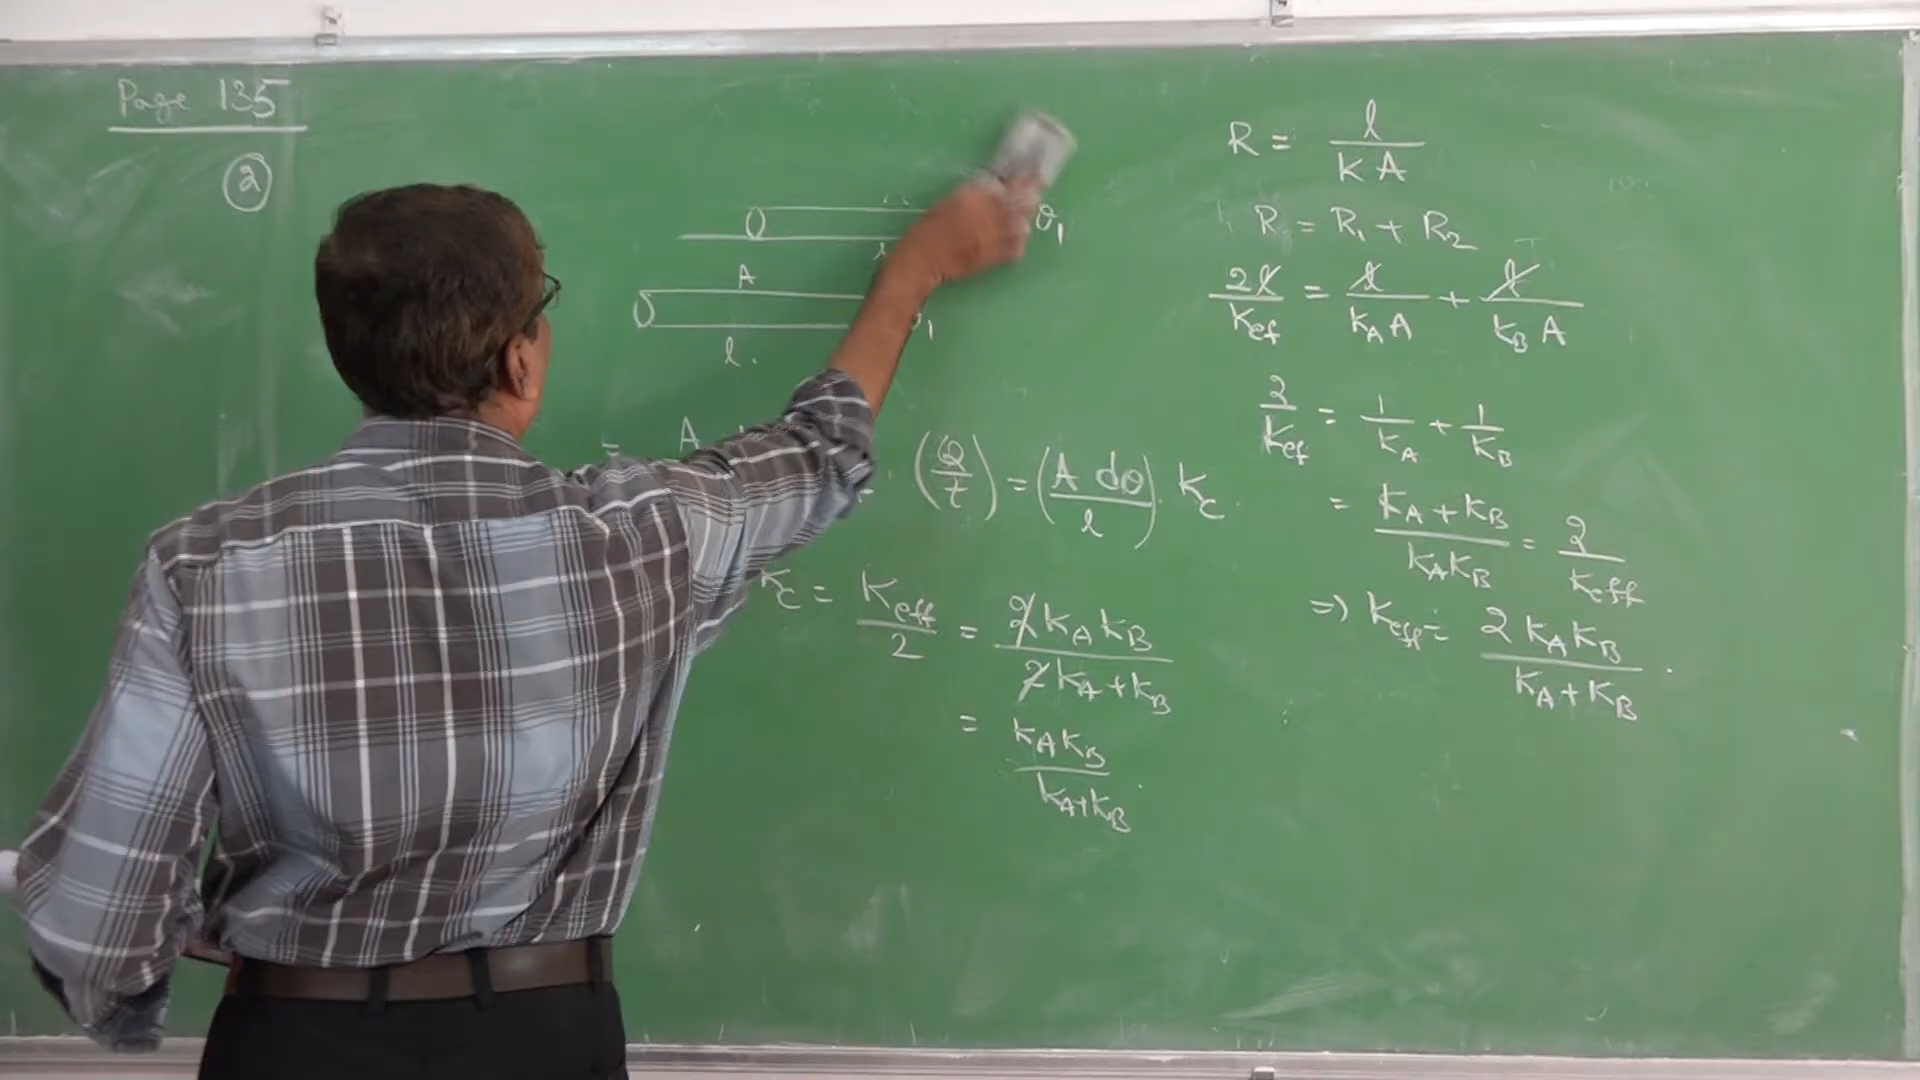 Page 135
2
θ₁
A
l.
A
(Q/t) = (A dθ/l). K_C.
K_C = K_eff/2 = 2 K_A K_B / 2 K_A + K_B
= K_A K_B / K_A + K_B.
R = l / K A
R = R₁ + R₂
2l / K_ef = l / K_A A + l / K_B A
2 / K_ef = 1 / K_A + 1 / K_B
= K_A + K_B / K_A K_B = 2 / K_eff
=) K_eff = 2 K_A K_B / K_A + K_B .